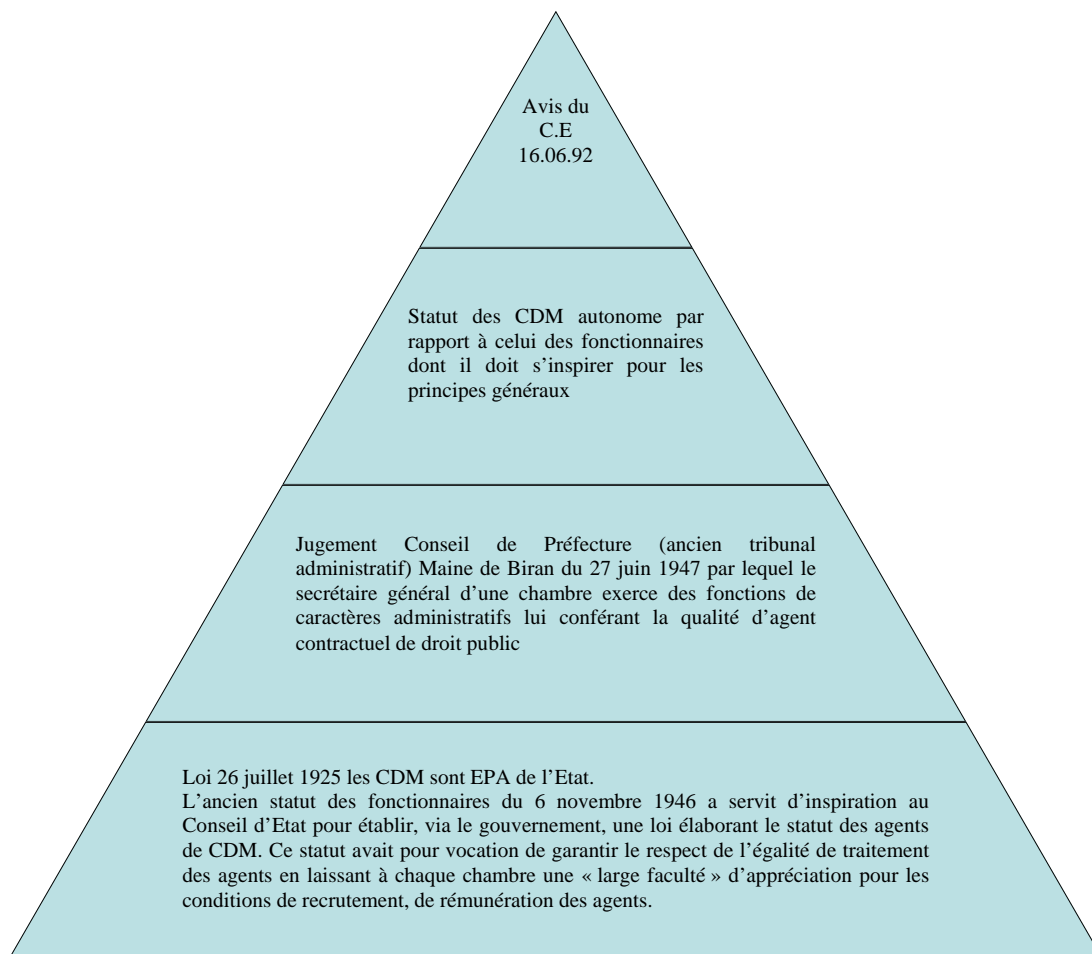 Avis du
C.E
16.06.92
Statut des CDM autonome par
rapport à celui des fonctionnaires
dont il doit s’inspirer pour les
principes généraux
Jugement Conseil de Préfecture (ancien tribunal
administratif) Maine de Biran du 27 juin 1947 par lequel le
secrétaire général d’une chambre exerce des fonctions de
caractères administratifs lui conférant la qualité d’agent
contractuel de droit public
Loi 26 juillet 1925 les CDM sont EPA de l’Etat.
L’ancien statut des fonctionnaires du 6 novembre 1946 a servit d’inspiration au
Conseil d’Etat pour établir, via le gouvernement, une loi élaborant le statut des agents
de CDM. Ce statut avait pour vocation de garantir le respect de l’égalité de traitement
des agents en laissant à chaque chambre une « large faculté » d’appréciation pour les
conditions de recrutement, de rémunération des agents.